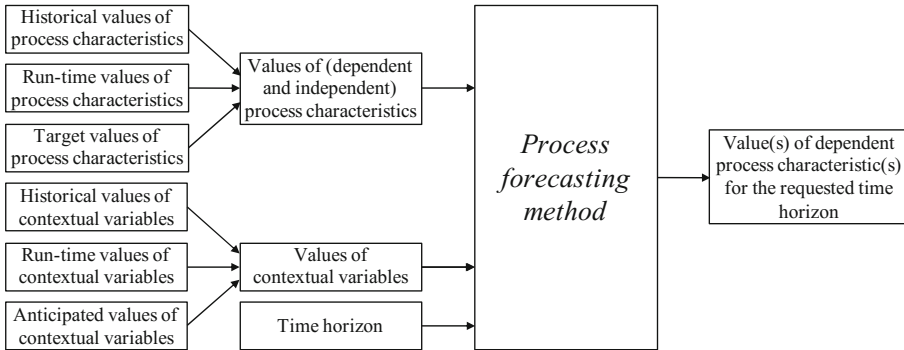 Historical values of
process characteristics
Run-time values of
process characteristics
Target values of
process characteristics
Historical values of
contextual variables
Run-time values of
contextual variables
Anticipated values of
contextual variables
Values of (dependent
and independent)
process characteristics
Values of
contextual variables
Time horizon
Process
forecasting
method
Value(s) of dependent
process characteristic(s)
for the requested time
horizon